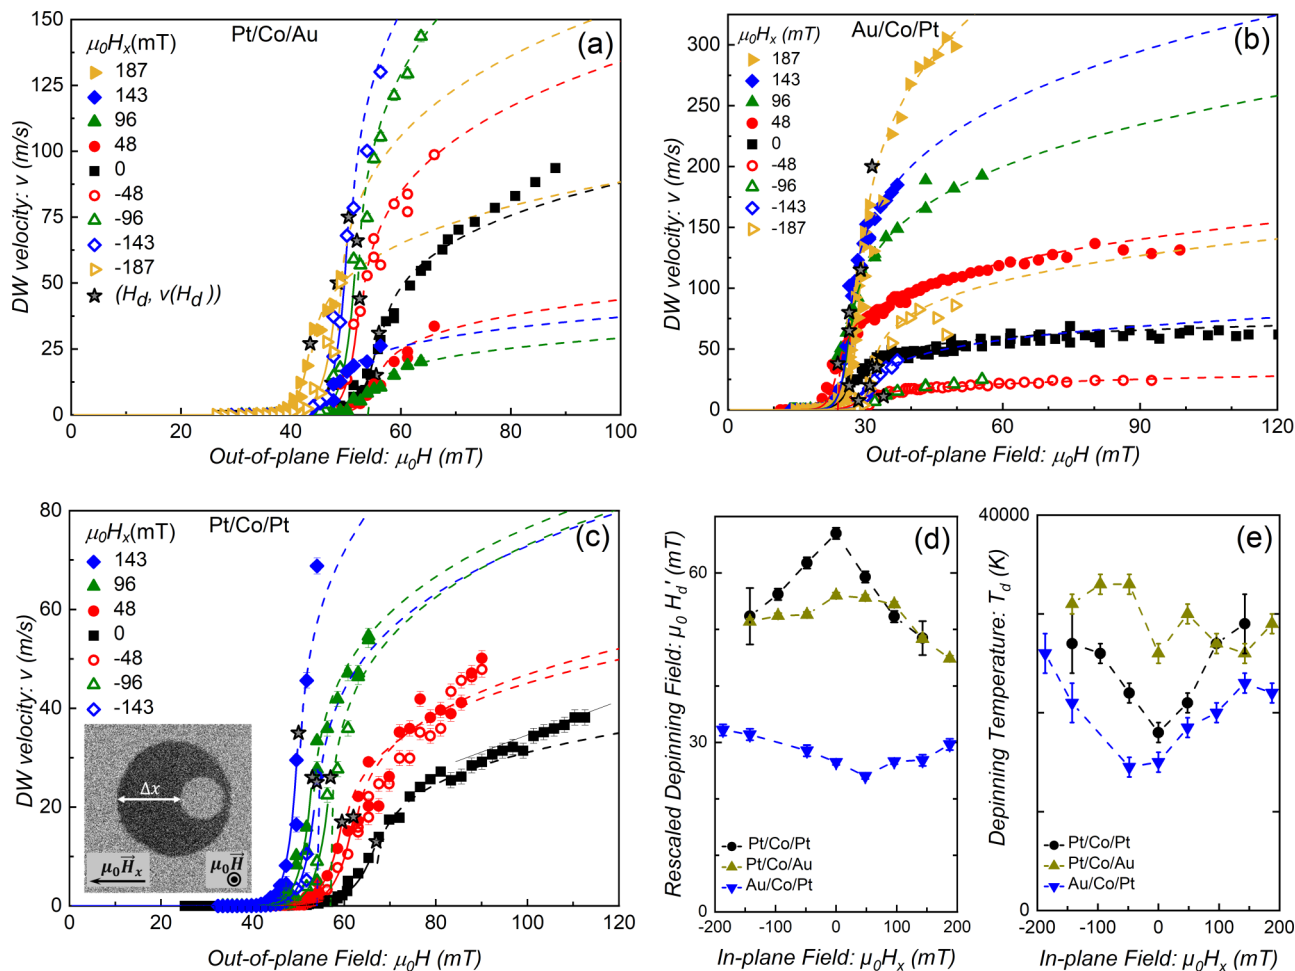 Pt/Co/Au
(a)
μ₀Hₓ(mT)
187
143
96
48
0
-48
-96
-143
-187
(H_d, v(H_d ))
DW velocity: v (m/s)
150
125
100
75
50
25
0
0 20 40 60 80 100
Out-of-plane Field: μ₀H (mT)
Au/Co/Pt
(b)
μ₀Hₓ (mT)
187
143
96
48
0
-48
-96
-143
-187
DW velocity: v (m/s)
300
250
200
150
100
50
0
0 30 60 90 120
Out-of-plane Field: μ₀H (mT)
Pt/Co/Pt
(c)
μ₀Hₓ(mT)
143
96
48
0
-48
-96
-143
Δx
μ₀H⃗ₓ
μ₀H⃗
DW velocity: v (m/s)
80
60
40
20
0
0 20 40 60 80 100 120
Out-of-plane Field: μ₀H (mT)
(d)
Rescaled Depinning Field: μ₀ H_d' (mT)
60
30
0
Pt/Co/Pt
Pt/Co/Au
Au/Co/Pt
-100 0 100 200
In-plane Field: μ₀Hₓ (mT)
(e)
Depinning Temperature: T_d (K)
40000
0
Pt/Co/Pt
Pt/Co/Au
Au/Co/Pt
-200 -100 0 100 200
In-plane Field: μ₀Hₓ (mT)